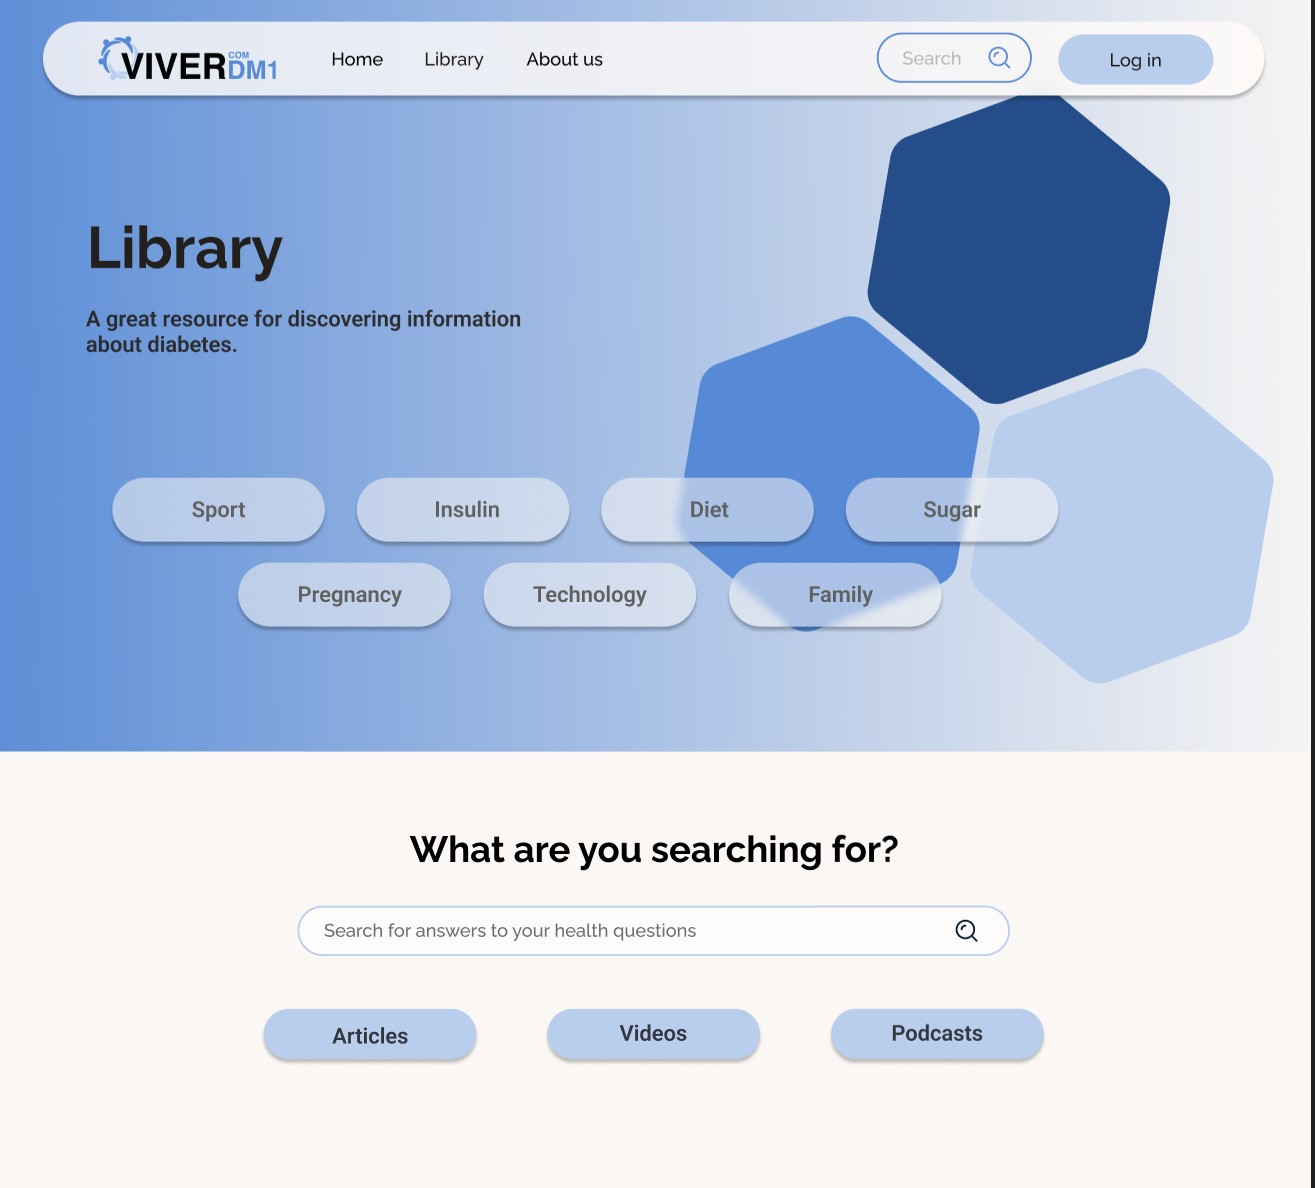 VIVER COM DM1
Home Library About us Search Log in
Library
A great resource for discovering information
about diabetes.
Sport Insulin Diet Sugar
Pregnancy Technology Family
What are you searching for?
Search for answers to your health questions
Articles Videos Podcasts